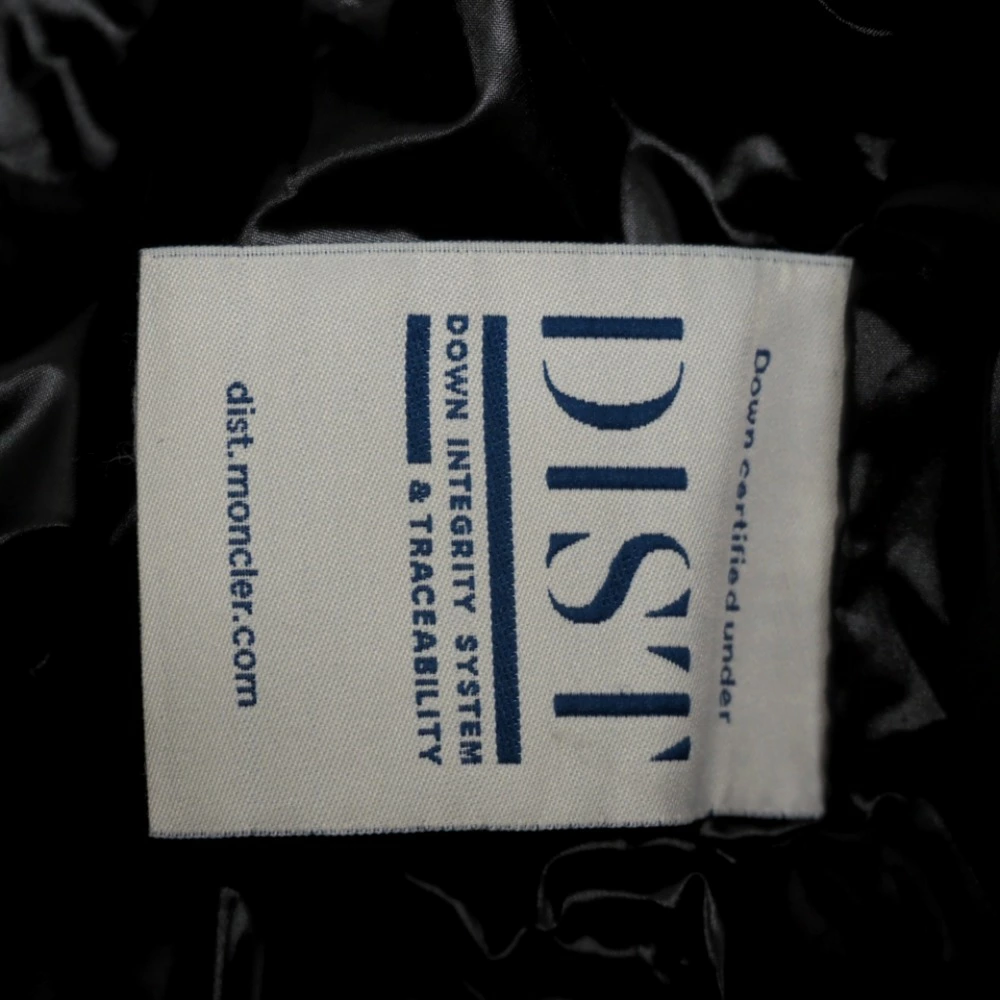 Down certified under
DIST
DOWN INTEGRITY SYSTEM
& TRACEABILITY
dist.moncler.com